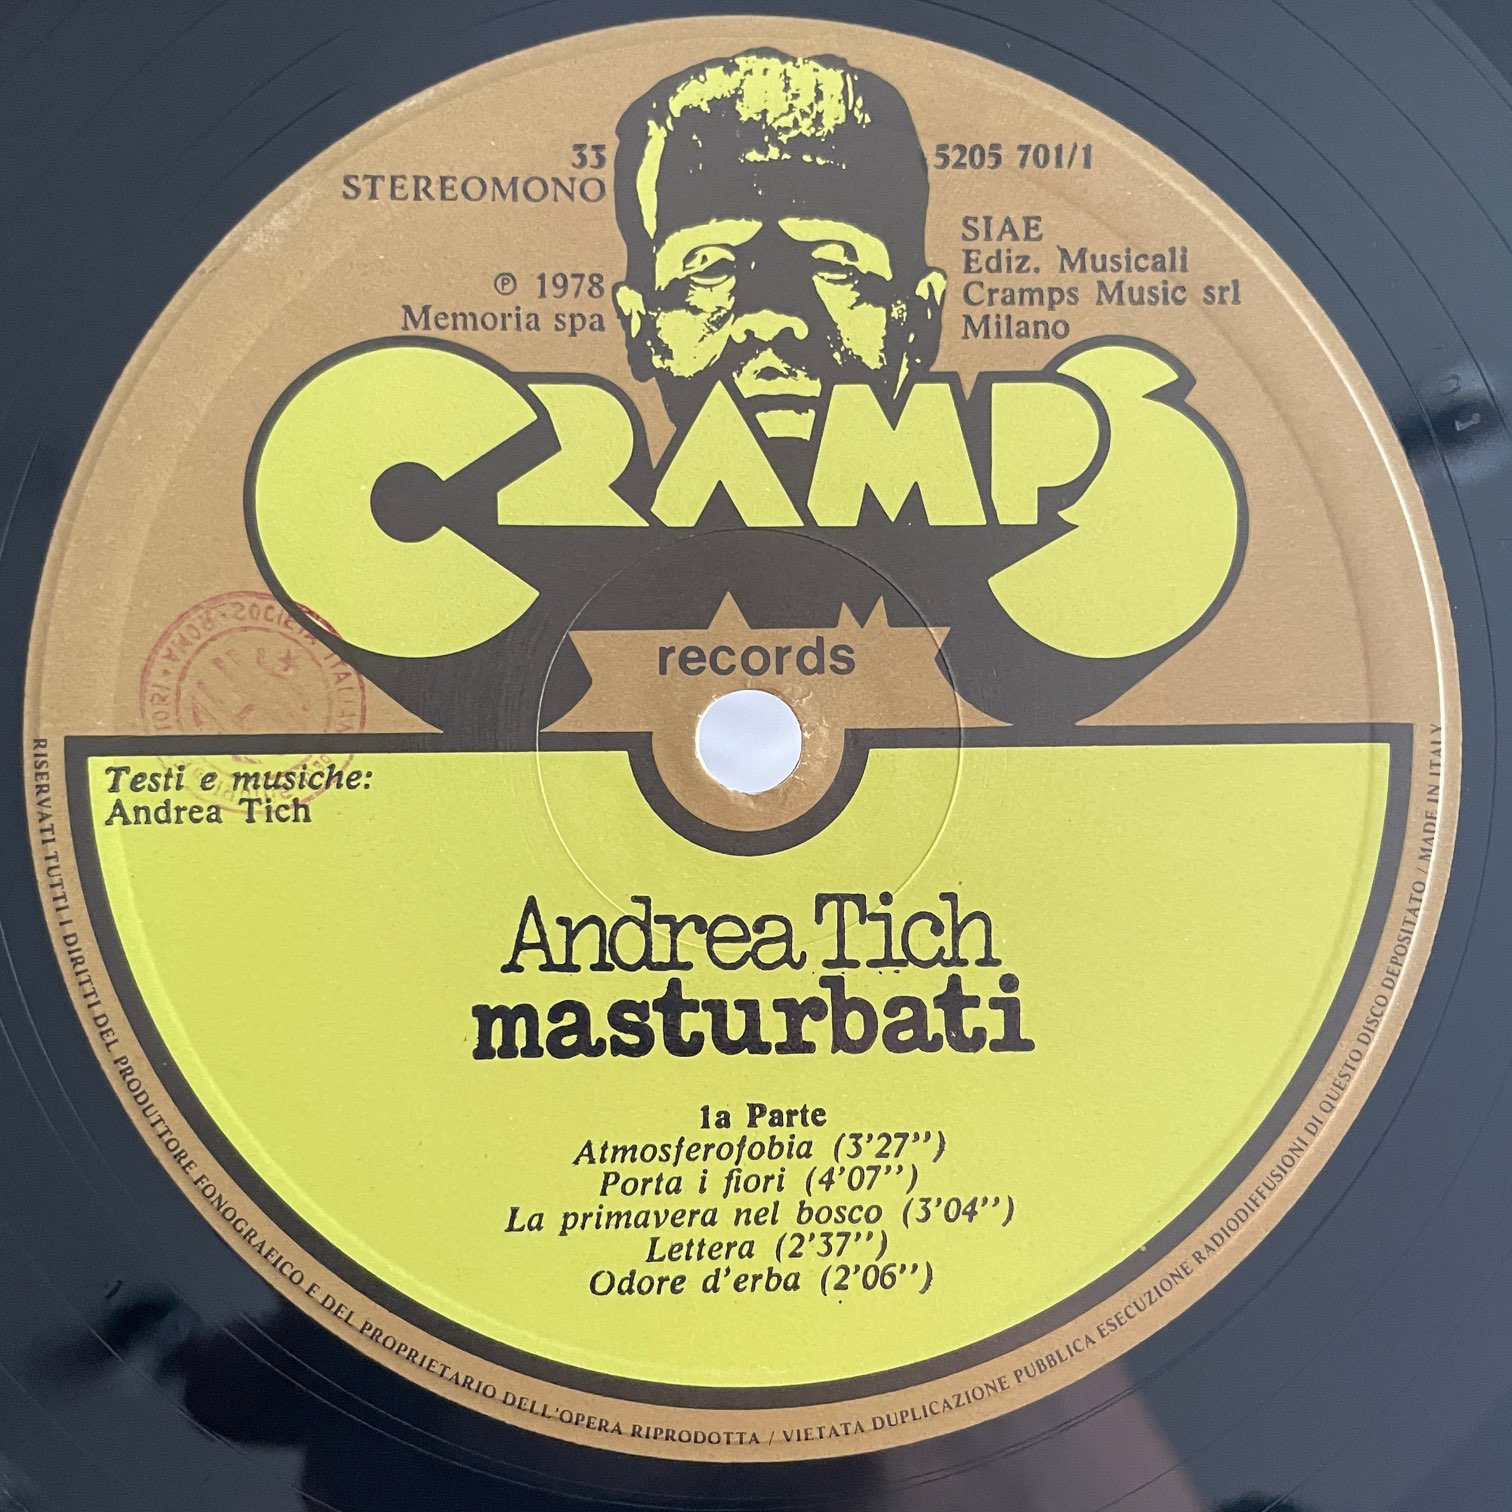 33
STEREOMONO
℗ 1978
Memoria spa
5205 701/1
SIAE
Ediz. Musicali
Cramps Music srl
Milano
CRAMPS
records
Testi e musiche:
Andrea Tich
Andrea Tich
masturbati
1a Parte
Atmosferofobia (3'27'')
Porta i fiori (4'07'')
La primavera nel bosco (3'04'')
Lettera (2'37'')
Odore d'erba (2'06'')
RISERVATI TUTTI I DIRITTI DEL PRODUTTORE FONOGRAFICO E DEL PROPRIETARIO DELL'OPERA RIPRODOTTA / VIETATA DUPLICAZIONE PUBBLICA ESECUZIONE RADIODIFFUSIONI DI QUESTO DISCO DEPOSITATO / MADE IN ITALY
ROMA · SOCIETÀ ITALIANA